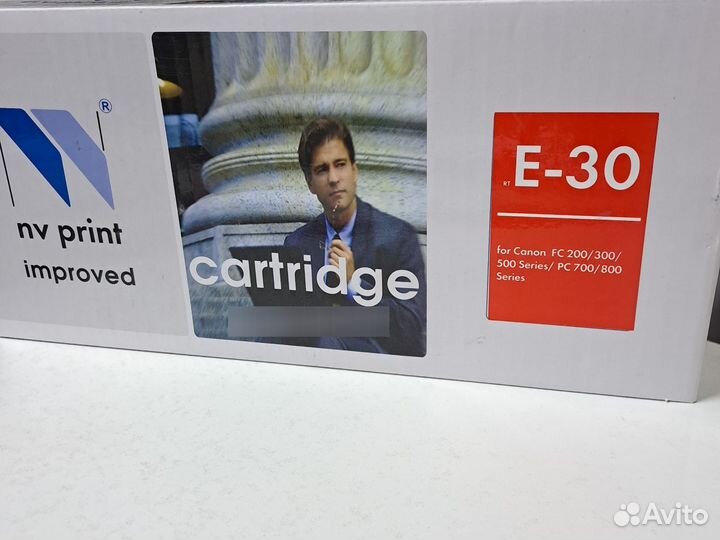 ®
nv print
improved
cartridge
RT E-30
for Canon FC 200/300/
500 Series/ PC 700/800
Series
Avito